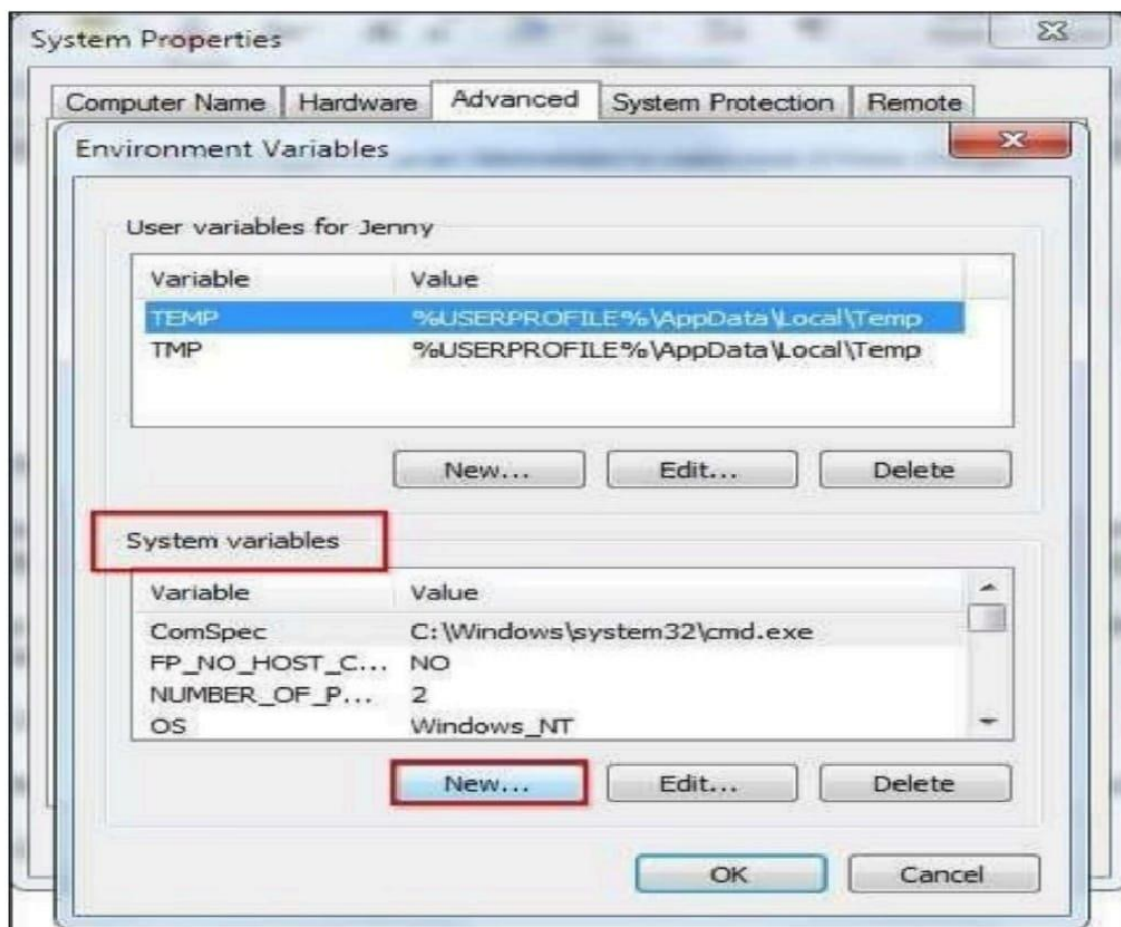 System Properties
Computer Name Hardware Advanced System Protection Remote
Environment Variables
User variables for Jenny
Variable Value
TEMP %USERPROFILE%\AppData\Local\Temp
TMP %USERPROFILE%\AppData\Local\Temp
New... Edit... Delete
System variables
Variable Value
ComSpec C:\Windows\system32\cmd.exe
FP_NO_HOST_C... NO
NUMBER_OF_P... 2
OS Windows_NT
New... Edit... Delete
OK Cancel